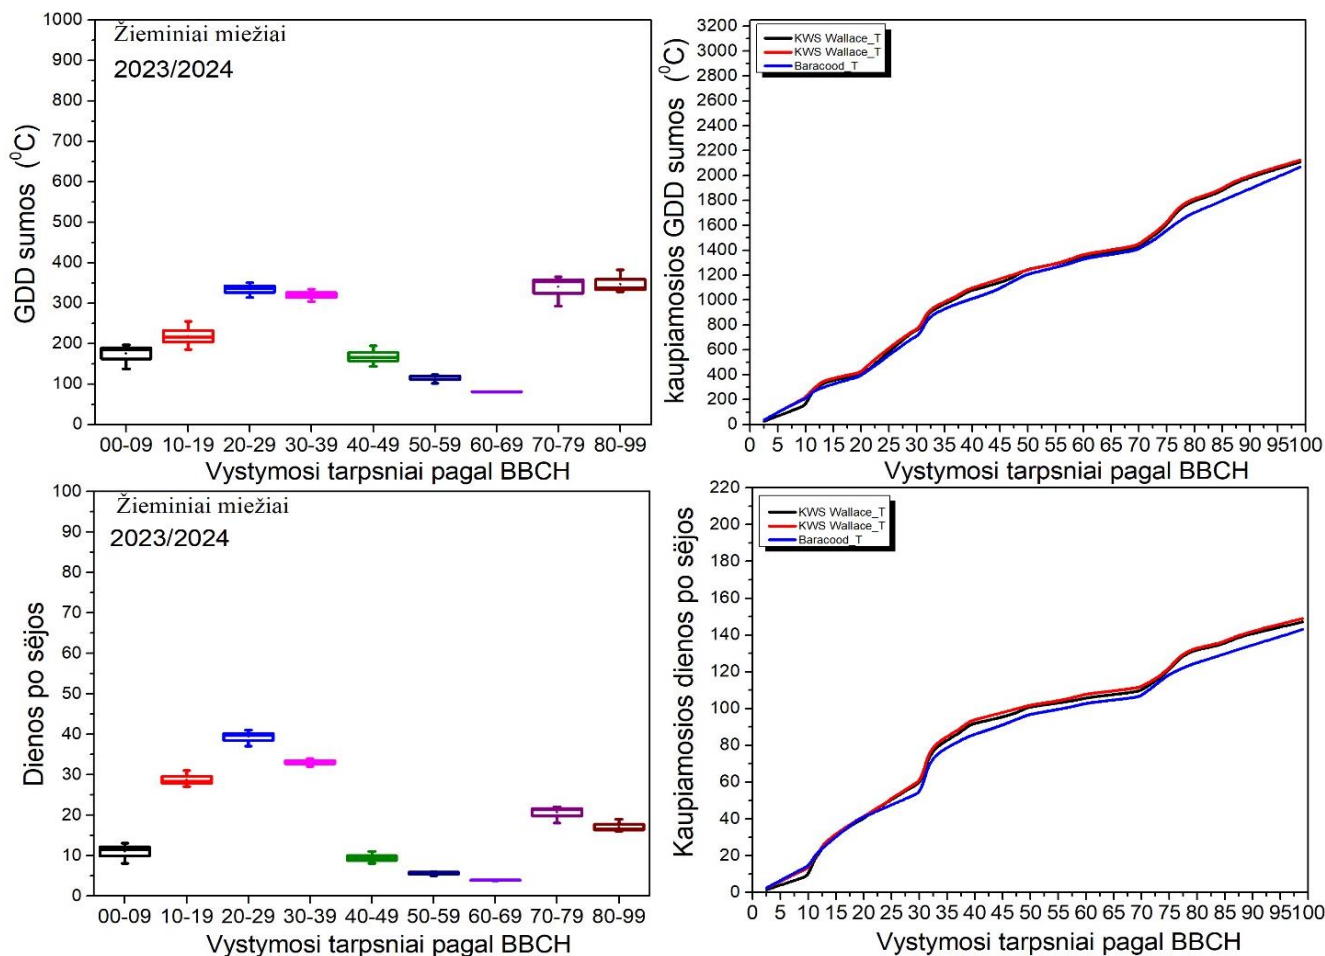 Žieminiai miežiai
2023/2024
GDD sumos (⁰C)
1000
900
800
700
600
500
400
300
200
100
0
00-09 10-19 20-29 30-39 40-49 50-59 60-69 70-79 80-99
Vystymosi tarpsniai pagal BBCH
KWS Wallace_T
KWS Wallace_T
Baracood_T
kaupiamosios GDD sumos (⁰C)
3200
3000
2800
2600
2400
2200
2000
1800
1600
1400
1200
1000
800
600
400
200
0
0 5 10 15 20 25 30 35 40 45 50 55 60 65 70 75 80 85 90 95 100
Vystymosi tarpsniai pagal BBCH
Žieminiai miežiai
2023/2024
Dienos po sëjos
100
90
80
70
60
50
40
30
20
10
0
00-09 10-19 20-29 30-39 40-49 50-59 60-69 70-79 80-99
Vystymosi tarpsniai pagal BBCH
KWS Wallace_T
KWS Wallace_T
Baracood_T
Kaupiamosios dienos po sëjos
220
200
180
160
140
120
100
80
60
40
20
0
0 5 10 15 20 25 30 35 40 45 50 55 60 65 70 75 80 85 90 95 100
Vystymosi tarpsniai pagal BBCH